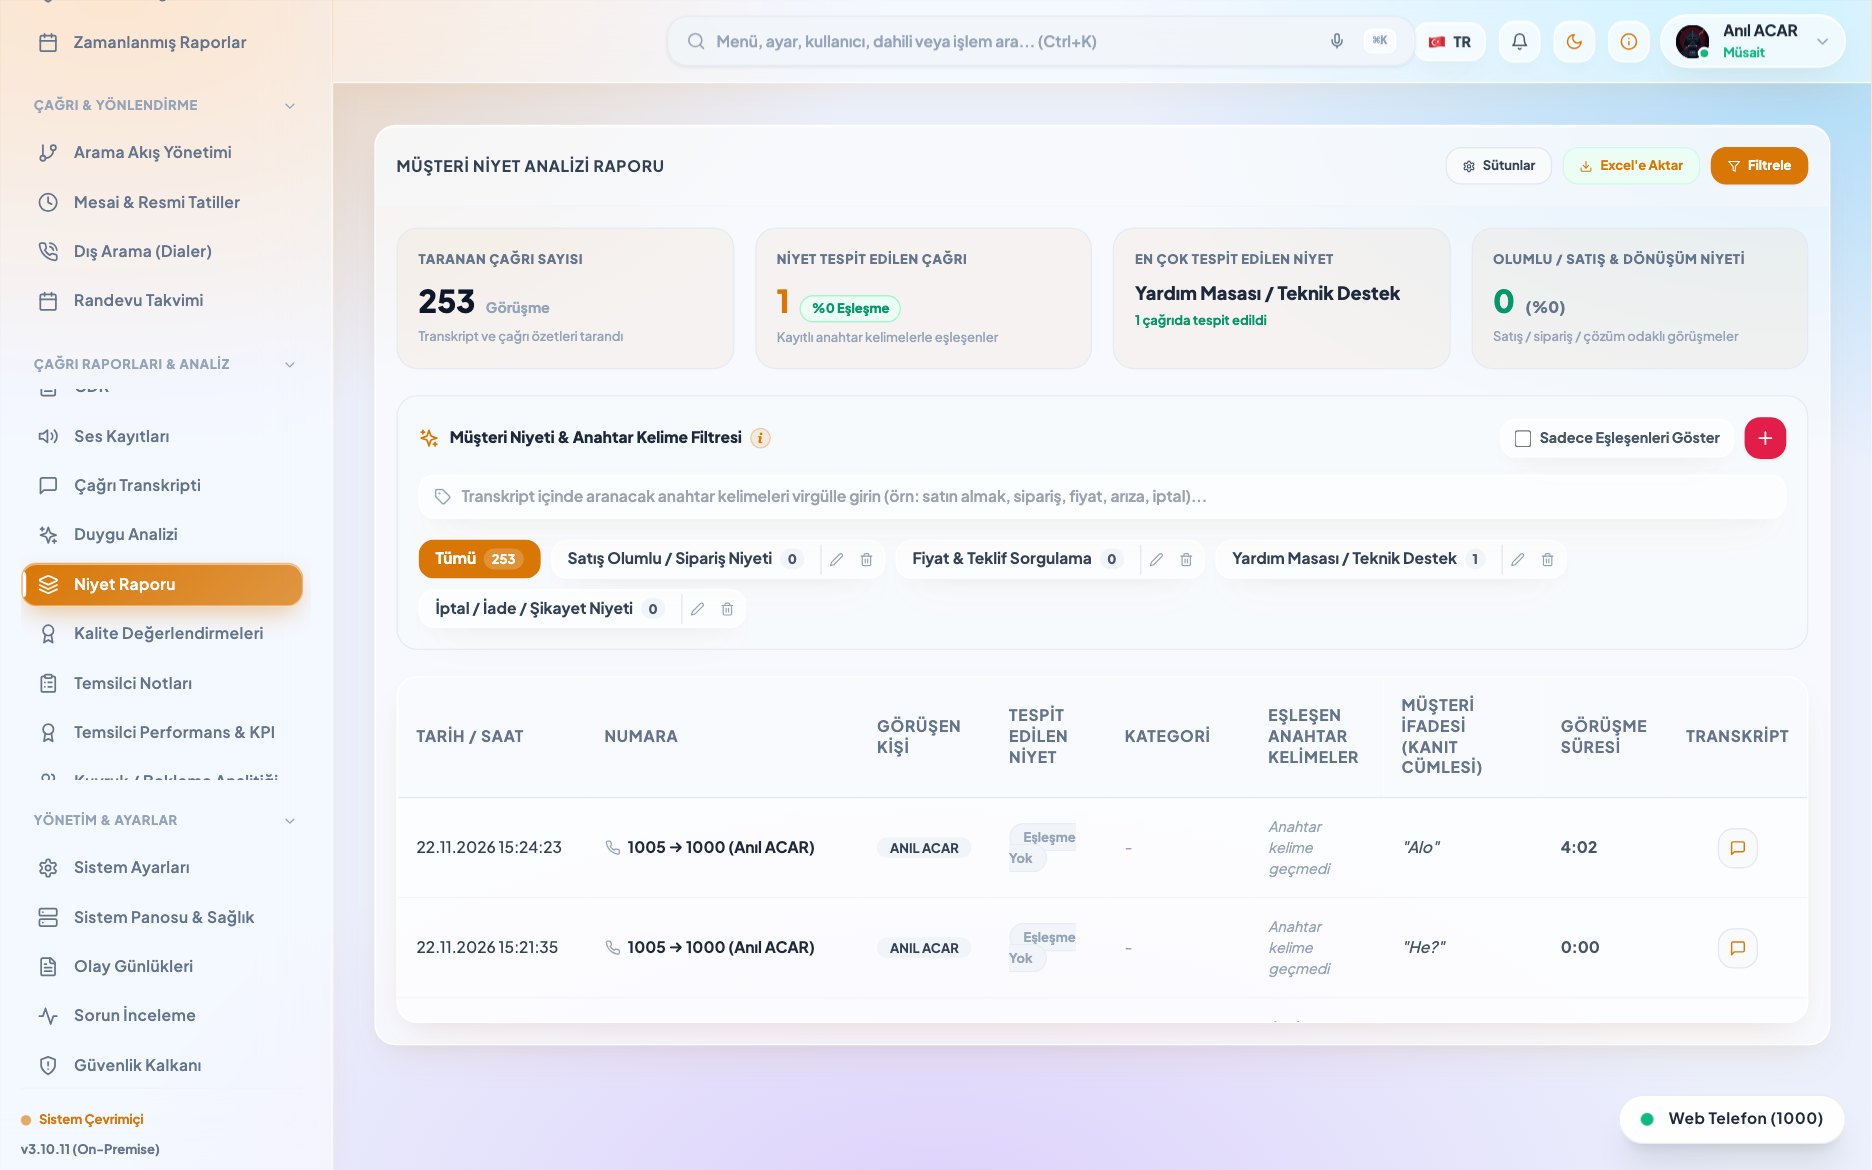 Zamanlanmış Raporlar
ÇAĞRI & YÖNLENDİRME
Arama Akış Yönetimi
Mesai & Resmi Tatiller
Dış Arama (Dialer)
Randevu Takvimi
ÇAĞRI RAPORLARI & ANALİZ
Ses Kayıtları
Çağrı Transkripti
Duygu Analizi
Niyet Raporu
Kalite Değerlendirmeleri
Temsilci Notları
Temsilci Performans & KPI
YÖNETİM & AYARLAR
Sistem Ayarları
Sistem Panosu & Sağlık
Olay Günlükleri
Sorun İnceleme
Güvenlik Kalkanı
Sistem Çevrimiçi
v3.10.11 (On-Premise)
Menü, ayar, kullanıcı, dahili veya işlem ara... (Ctrl+K)
⌘K
TR
Anıl ACAR
Müsait
MÜŞTERİ NİYET ANALİZİ RAPORU
Sütunlar
Excel'e Aktar
Filtrele
TARANAN ÇAĞRI SAYISI
253 Görüşme
Transkript ve çağrı özetleri tarandı
NİYET TESPİT EDİLEN ÇAĞRI
1 %0 Eşleşme
Kayıtlı anahtar kelimelerle eşleşenler
EN ÇOK TESPİT EDİLEN NİYET
Yardım Masası / Teknik Destek
1 çağrıda tespit edildi
OLUMLU / SATIŞ & DÖNÜŞÜM NİYETİ
0 (%0)
Satış / sipariş / çözüm odaklı görüşmeler
Müşteri Niyeti & Anahtar Kelime Filtresi
Sadece Eşleşenleri Göster
Transkript içinde aranacak anahtar kelimeleri virgülle girin (örn: satın almak, sipariş, fiyat, arıza, iptal)...
Tümü 253
Satış Olumlu / Sipariş Niyeti 0
Fiyat & Teklif Sorgulama 0
Yardım Masası / Teknik Destek 1
İptal / İade / Şikayet Niyeti 0
TARİH / SAAT
NUMARA
GÖRÜŞEN
KİŞİ
TESPİT
EDİLEN
NİYET
KATEGORİ
EŞLEŞEN
ANAHTAR
KELİMELER
MÜŞTERİ
İFADESİ
(KANIT
CÜMLESİ)
GÖRÜŞME
SÜRESİ
TRANSKRİPT
22.11.2026 15:24:23
1005 → 1000 (Anıl ACAR)
ANIL ACAR
Eşleşme
Yok
-
Anahtar
kelime
geçmedi
"Alo"
4:02
22.11.2026 15:21:35
1005 → 1000 (Anıl ACAR)
ANIL ACAR
Eşleşme
Yok
-
Anahtar
kelime
geçmedi
"He?"
0:00
Web Telefon (1000)